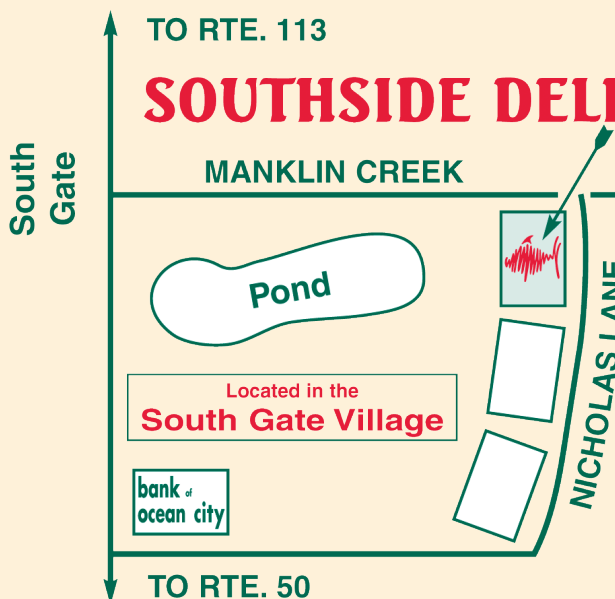 TO RTE. 113
SOUTHSIDE DELI
South
Gate
MANKLIN CREEK
Pond
NICHOLAS LANE
Located in the
South Gate Village
bank of
ocean city
TO RTE. 50